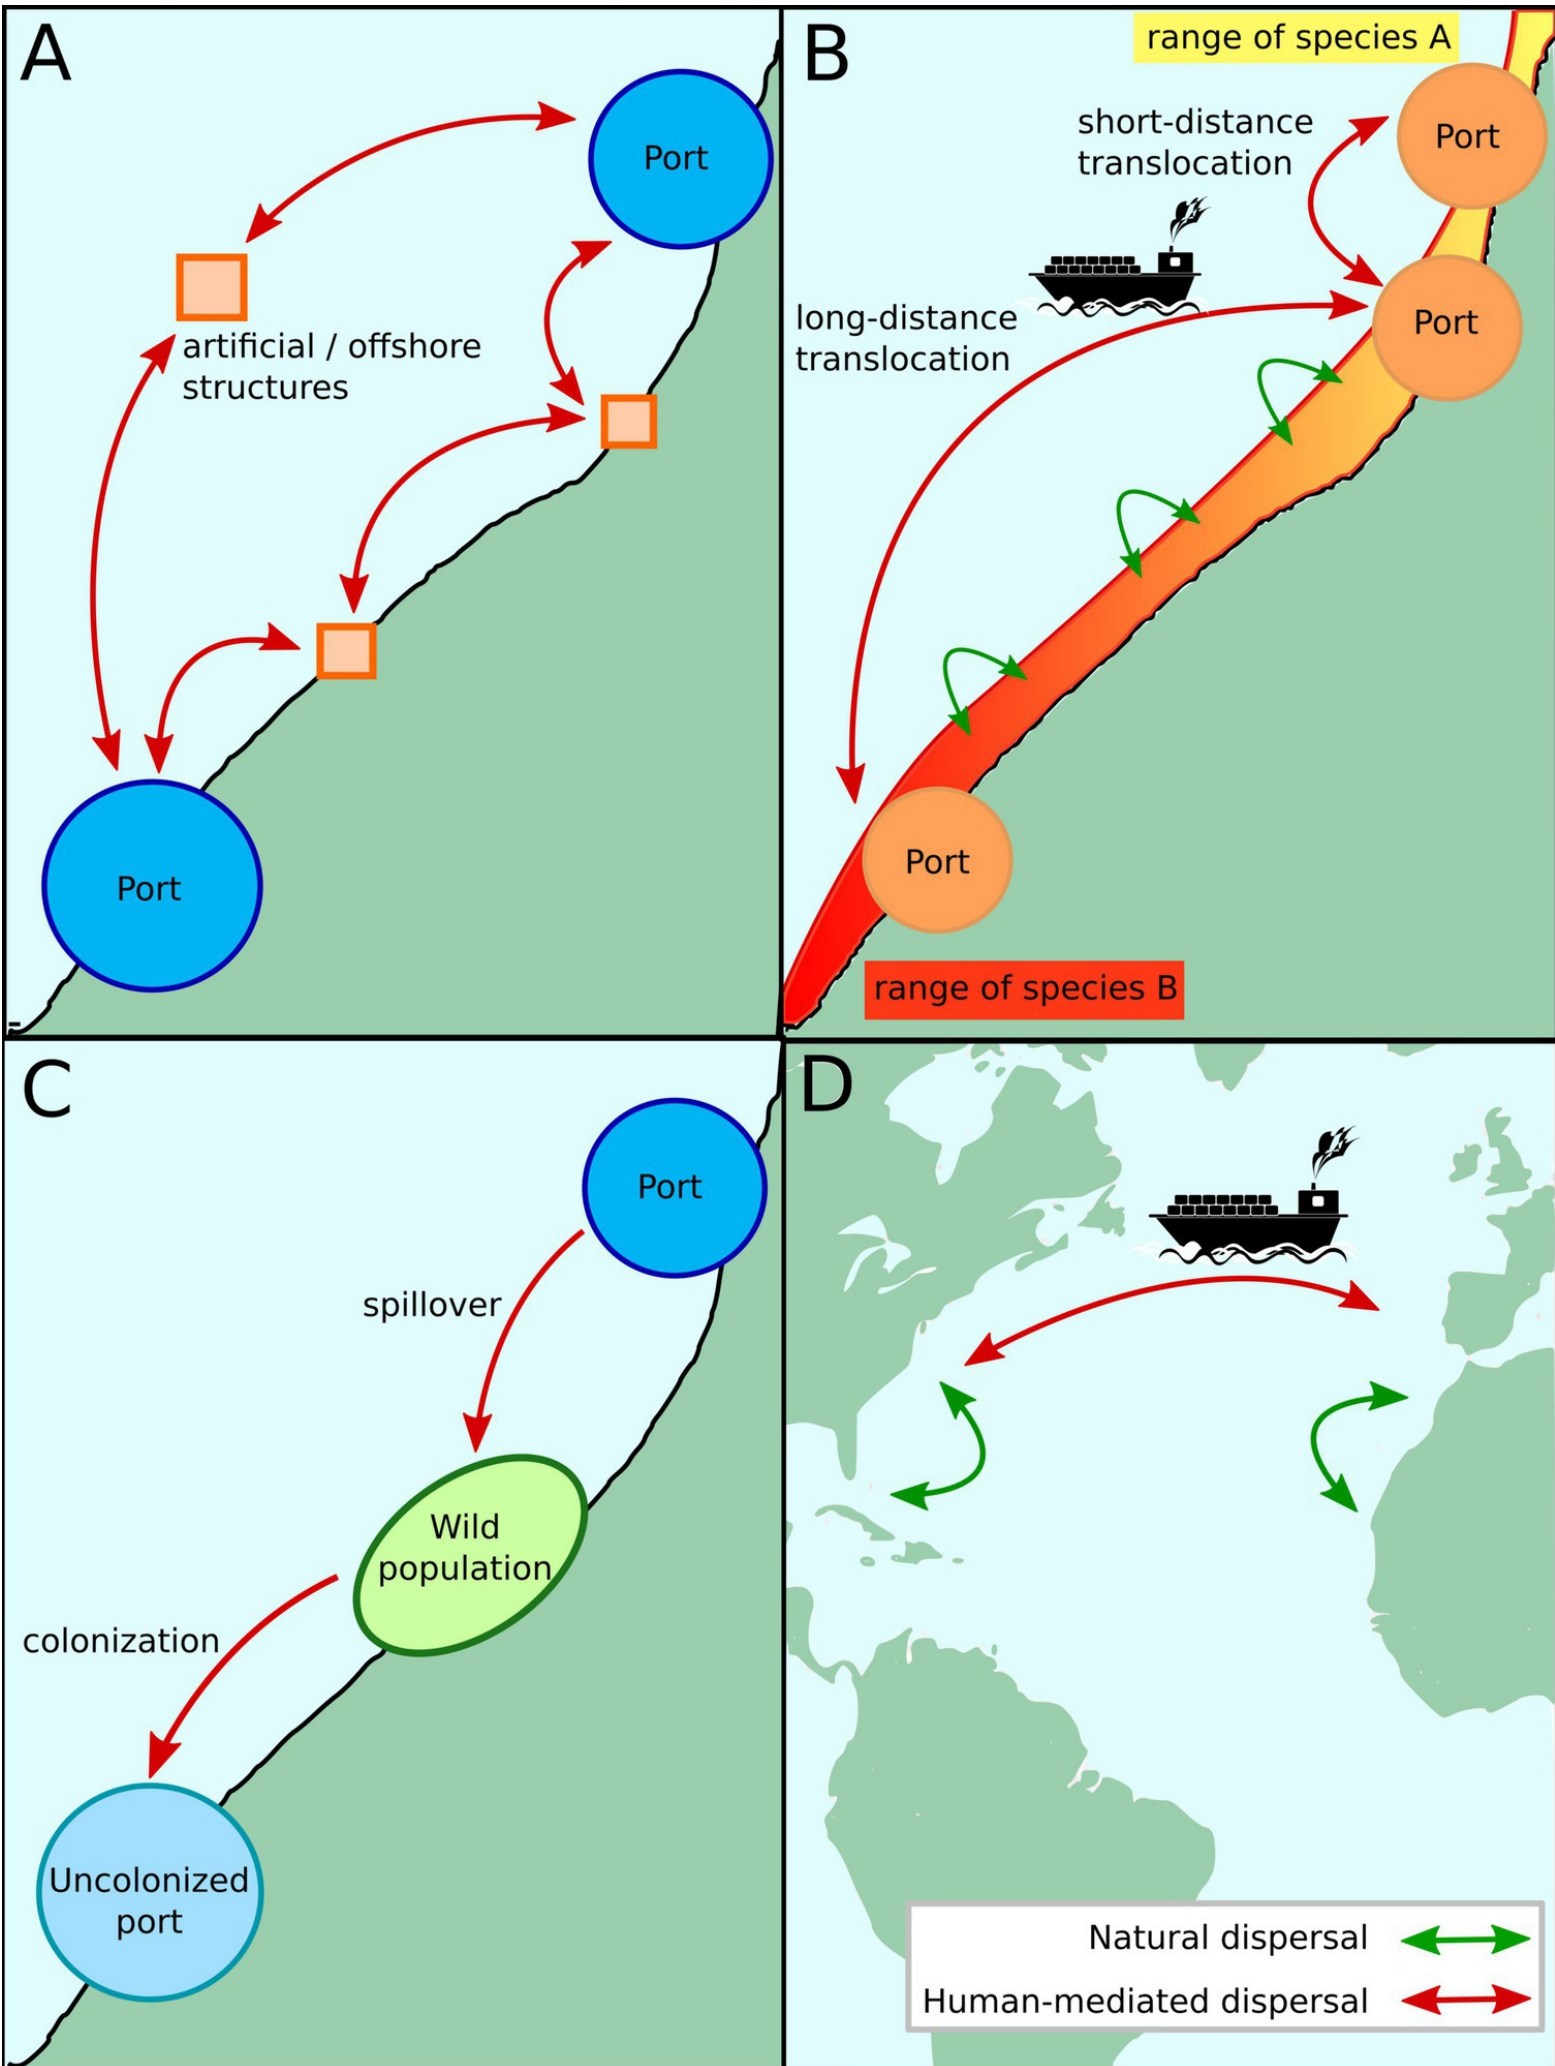 A
Port
artificial / offshore
structures
Port
B
range of species A
Port
short-distance
translocation
Port
long-distance
translocation
Port
range of species B
C
Port
spillover
Wild
population
colonization
Uncolonized
port
D
Natural dispersal
Human-mediated dispersal